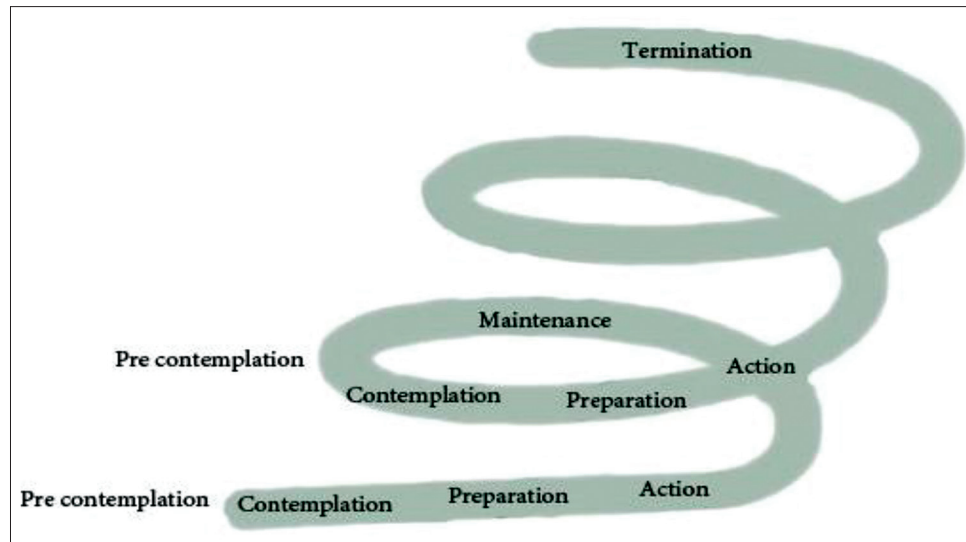 Termination
Maintenance
Pre contemplation
Action
Contemplation
Preparation
Pre contemplation
Contemplation
Preparation
Action